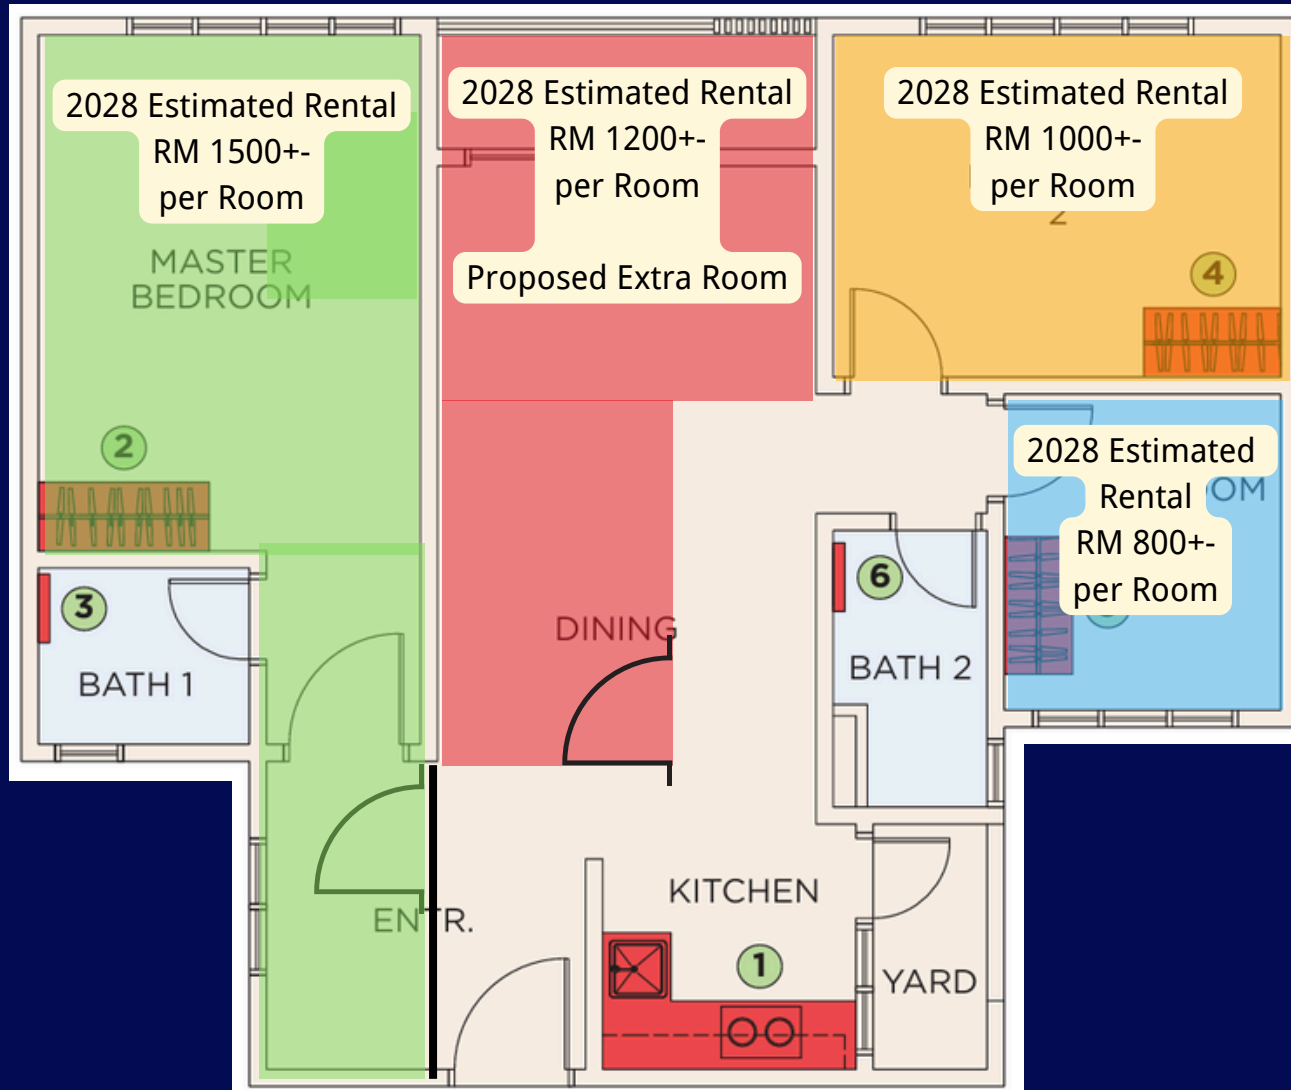 2028 Estimated Rental
RM 1500+-
per Room
2028 Estimated Rental
RM 1200+-
per Room
Proposed Extra Room
2028 Estimated Rental
RM 1000+-
per Room
2
MASTER
BEDROOM
4
2
2028 Estimated
Rental
OM
RM 800+-
per Room
3
BATH 1
DINING
6
BATH 2
ENTR.
KITCHEN
1
YARD